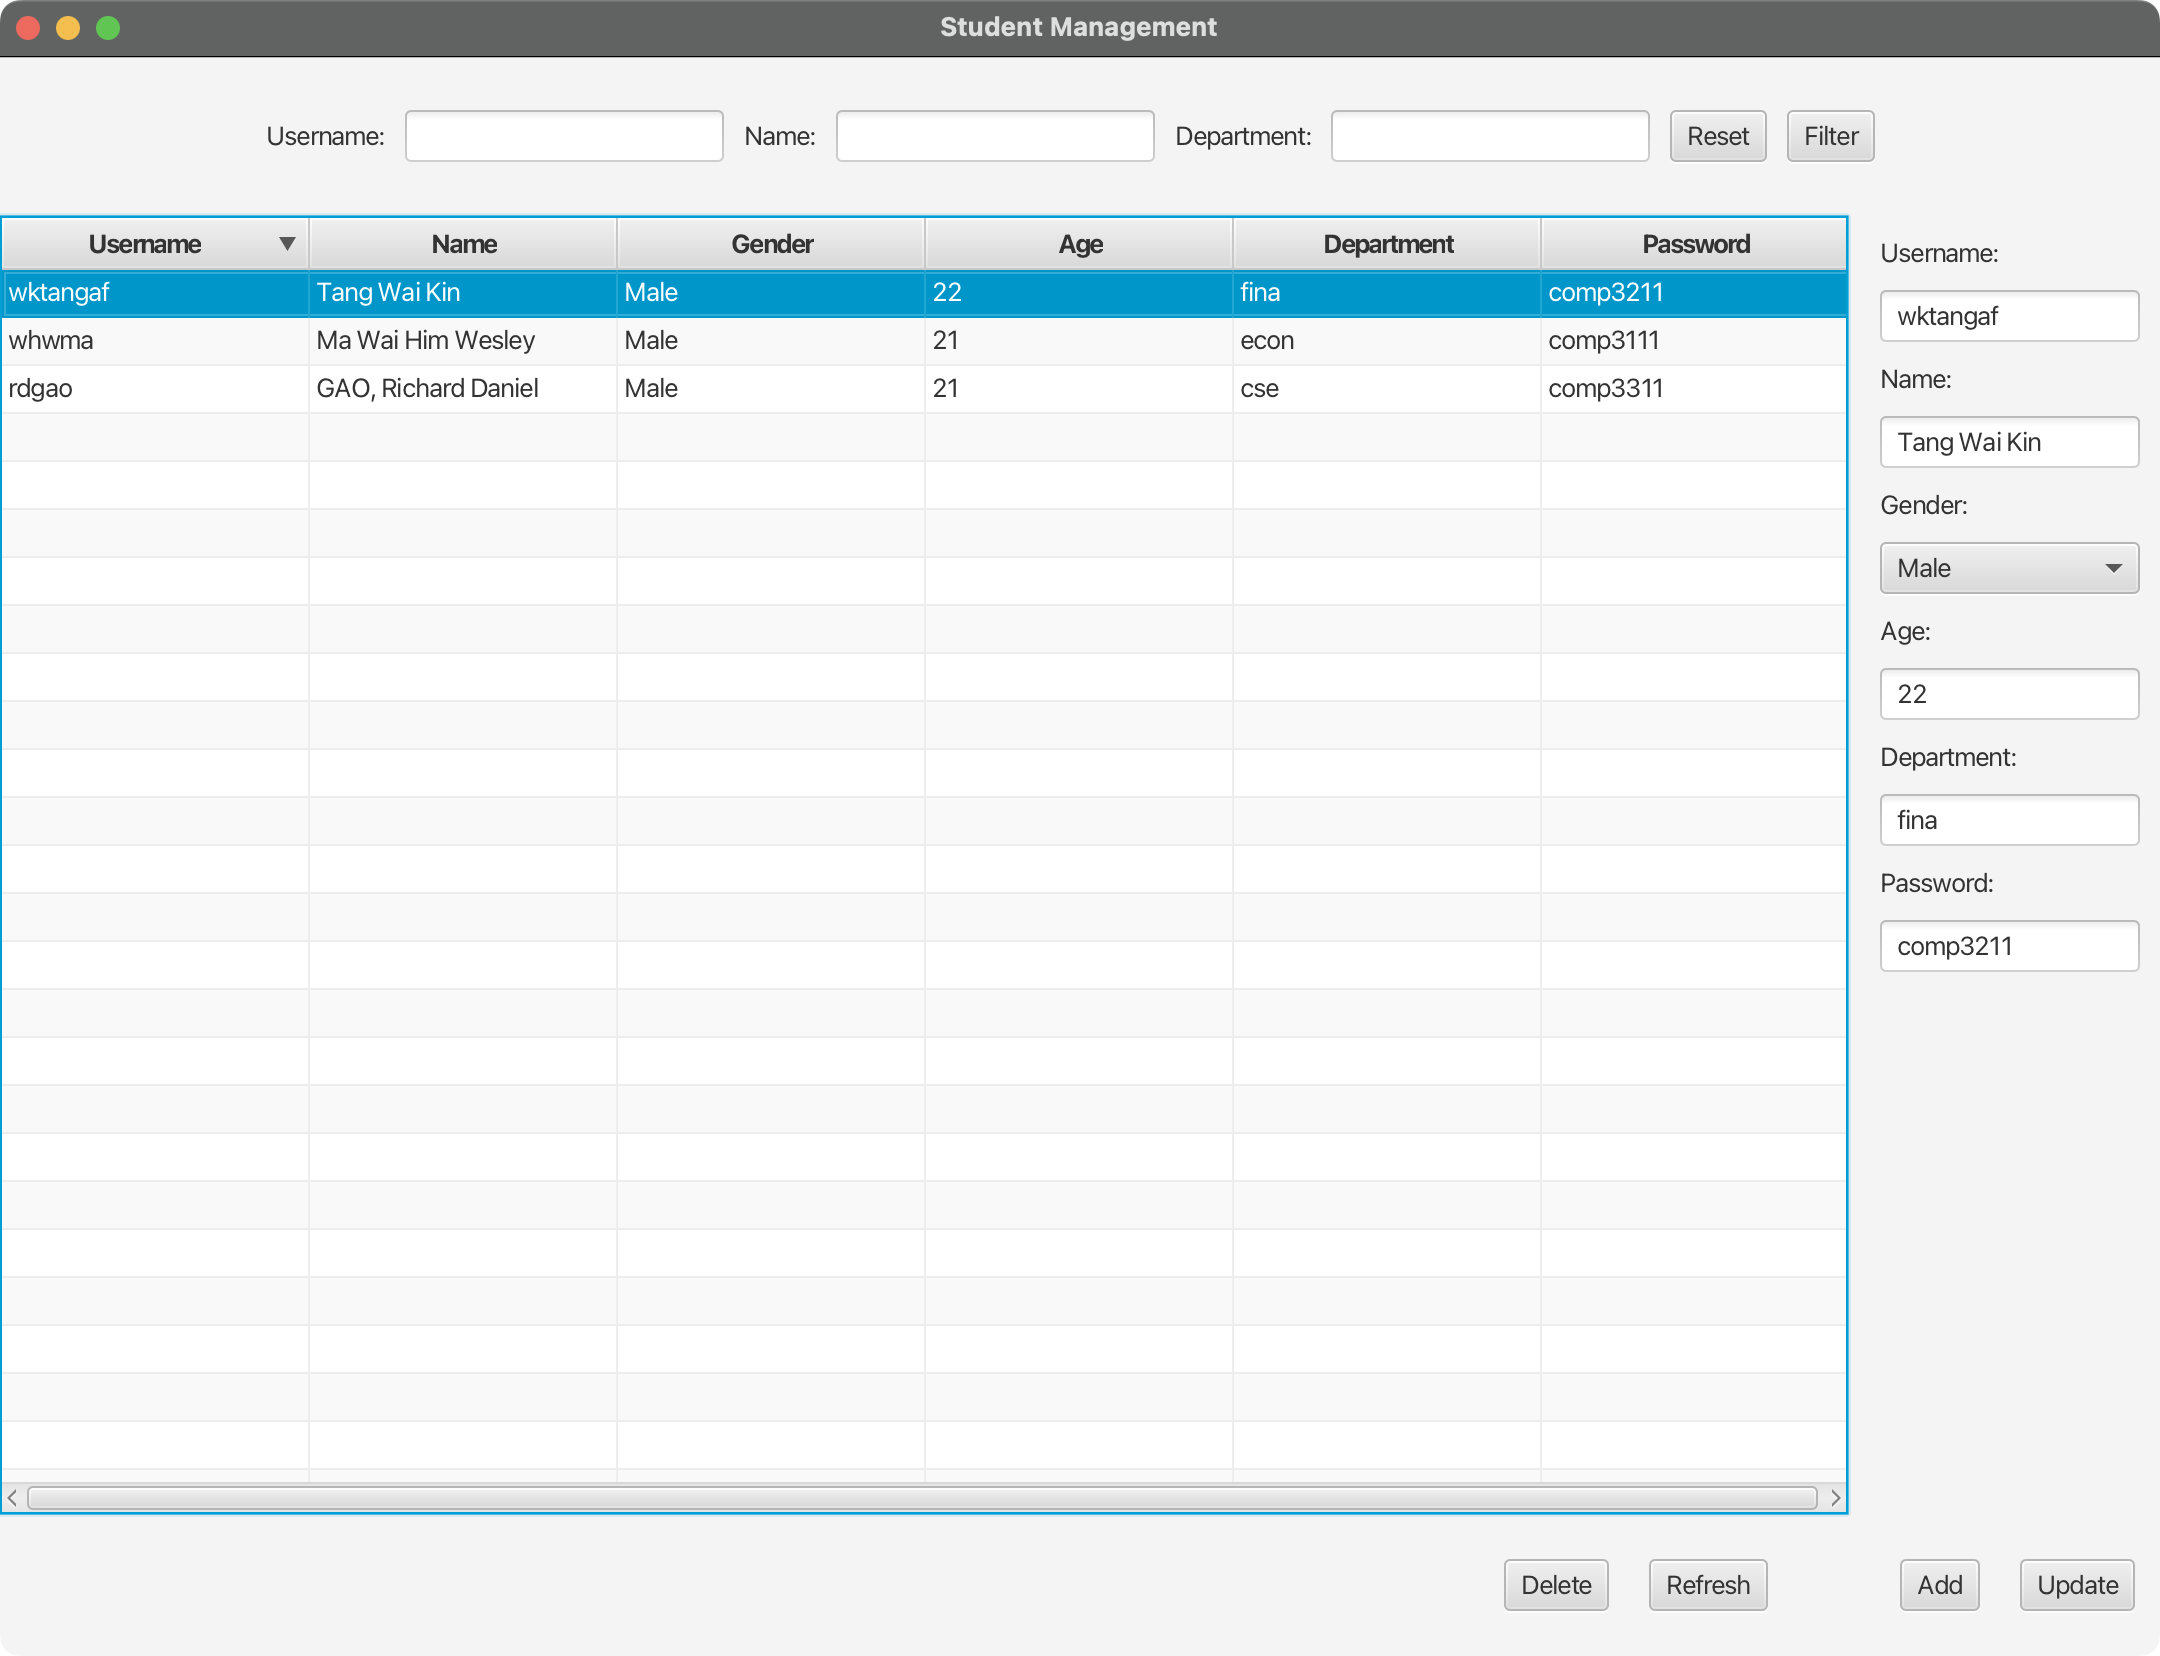 Student Management
Username: Name: Department: Reset Filter
Username Name Gender Age Department Password
wktangaf Tang Wai Kin Male 22 fina comp3211
whwma Ma Wai Him Wesley Male 21 econ comp3111
rdgao GAO, Richard Daniel Male 21 cse comp3311
Username:
wktangaf
Name:
Tang Wai Kin
Gender:
Male
Age:
22
Department:
fina
Password:
comp3211
Delete Refresh Add Update